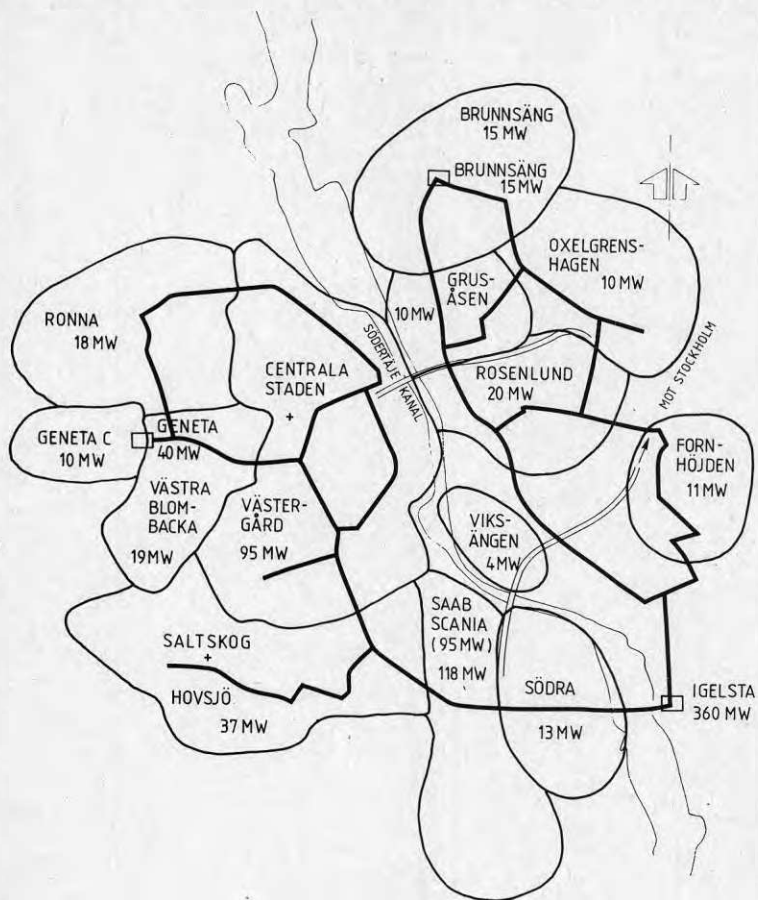 BRUNNSÄNG
15 MW
BRUNNSÄNG
15 MW
OXELGRENS-
HAGEN
10 MW
GRUS-
ÅSEN
10 MW
RONNA
18 MW
SÖDERTÄJE KANAL
CENTRALA
STADEN
+
ROSENLUND
20 MW
MOT STOCKHOLM
GENETA C
10 MW
GENETA
40 MW
FORN-
HÖJDEN
11 MW
VÄSTRA
BLOM-
BACKA
19 MW
VÄSTER-
GÅRD
95 MW
VIKS-
ÄNGEN
4 MW
SAAB
SCANIA
(95 MW)
118 MW
SALTSKOG
+
HOVSJÖ
37 MW
SÖDRA
13 MW
IGELSTA
360 MW